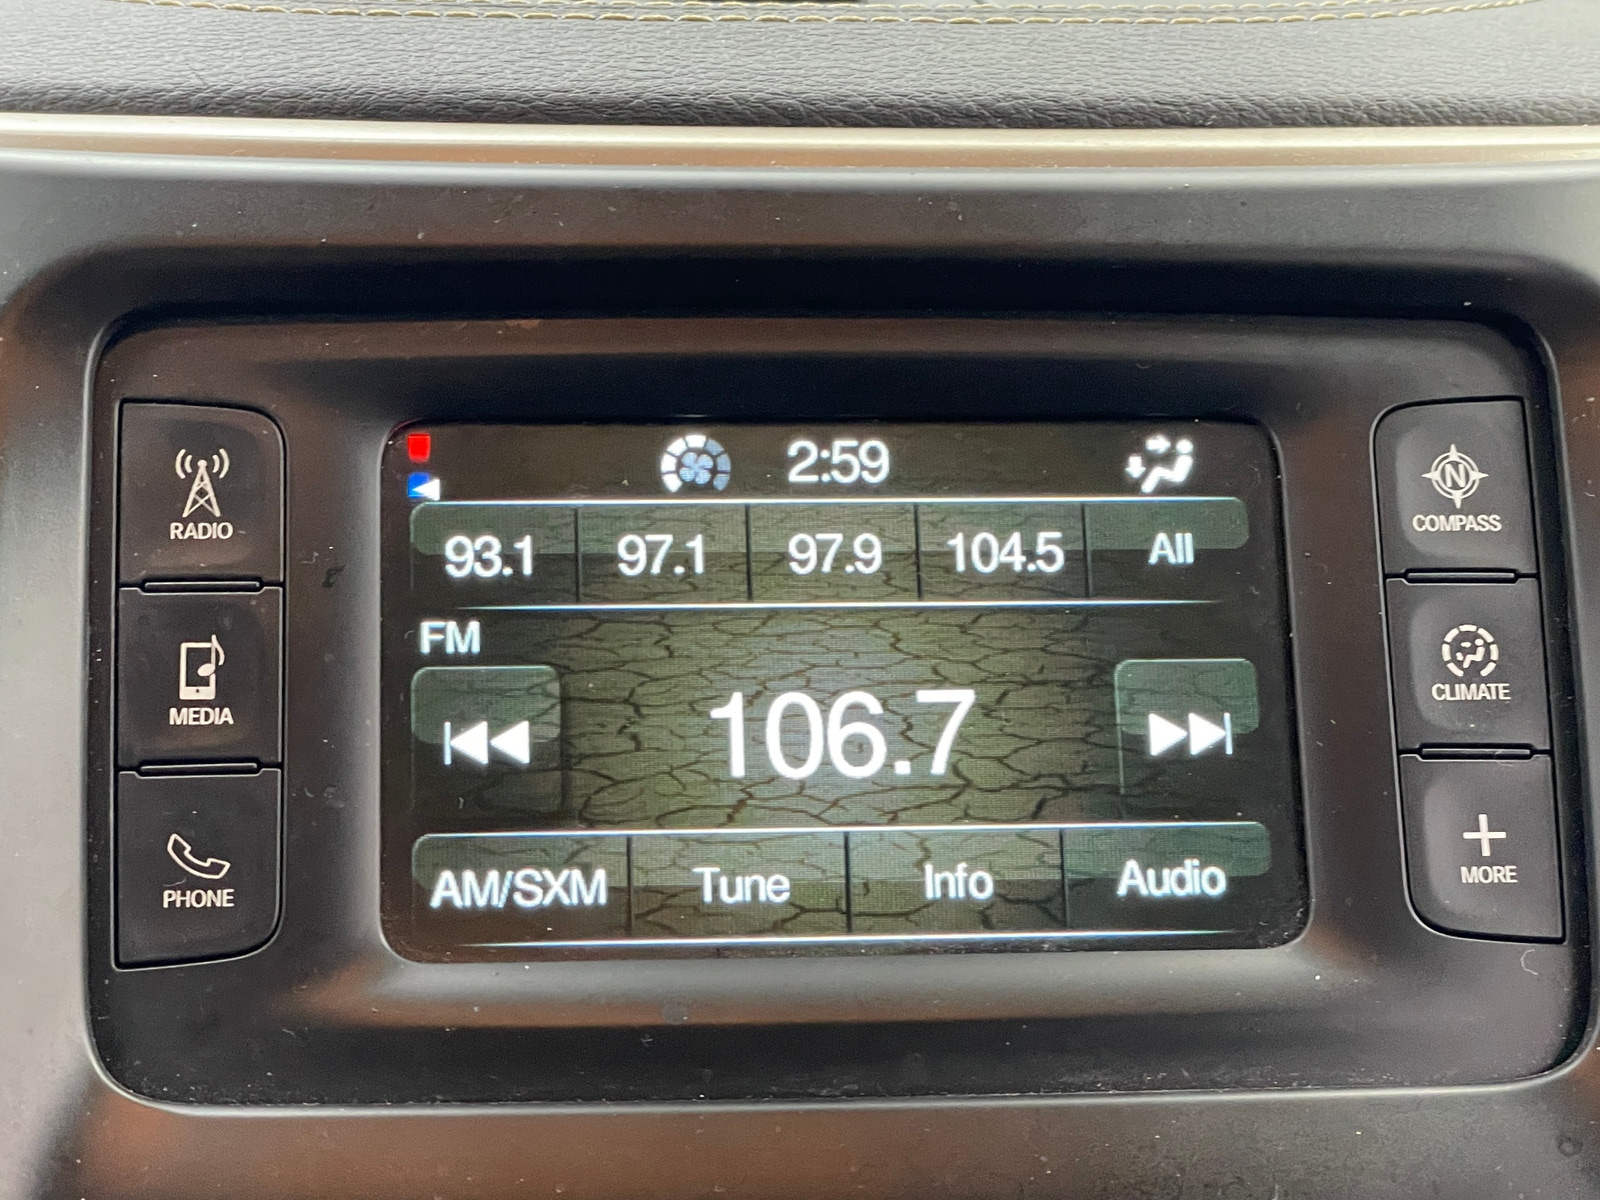 2:59
93.1 97.1 97.9 104.5 All
FM
106.7
AM/SXM Tune Info Audio
RADIO
MEDIA
PHONE
N
COMPASS
CLIMATE
MORE